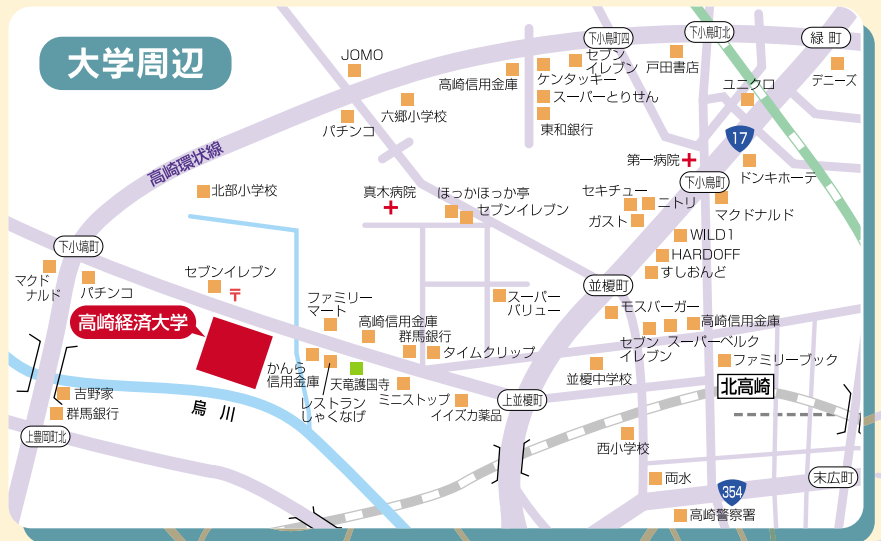 大学周辺
JOMO
高崎信用金庫
下小鳥町四
セブン
イレブン
ケンタッキー
スーパーとりせん
東和銀行
戸田書店
下小鳥町北
緑町
デニーズ
ユニクロ
17
六郷小学校
パチンコ
高崎環状線
北部小学校
真木病院
ほっかほっか亭
セブンイレブン
第一病院
ドンキホーテ
下小鳥町
セキチュー
ニトリ
マクドナルド
ガスト
WILD1
HARDOFF
すしおんど
下小塙町
マクド
ナルド
パチンコ
セブンイレブン
〒
高崎経済大学
ファミリー
マート
スーパー
バリュー
並榎町
モスバーガー
高崎信用金庫
高崎信用金庫
群馬銀行
タイムクリップ
セブン
イレブン
スーパーベルク
ファミリーブック
かんら
信用金庫
天竜護国寺
レストラン
しゃくなげ
ミニストップ
イイズカ薬品
上並榎町
並榎中学校
北高崎
吉野家
群馬銀行
烏川
上豊岡町北
西小学校
両水
354
末広町
高崎警察署